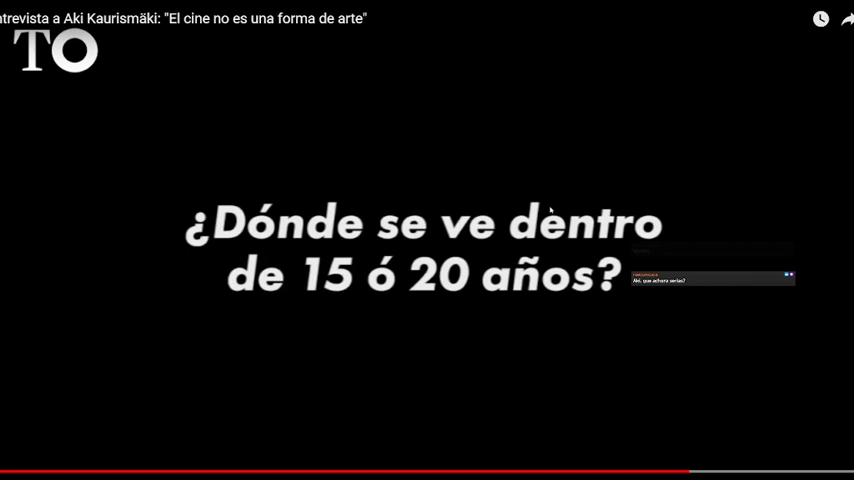 ntrevista a Aki Kaurismäki: "El cine no es una forma de arte"
TO
¿Dónde se ve dentro
de 15 ó 20 años?
Aki, que achara serias?